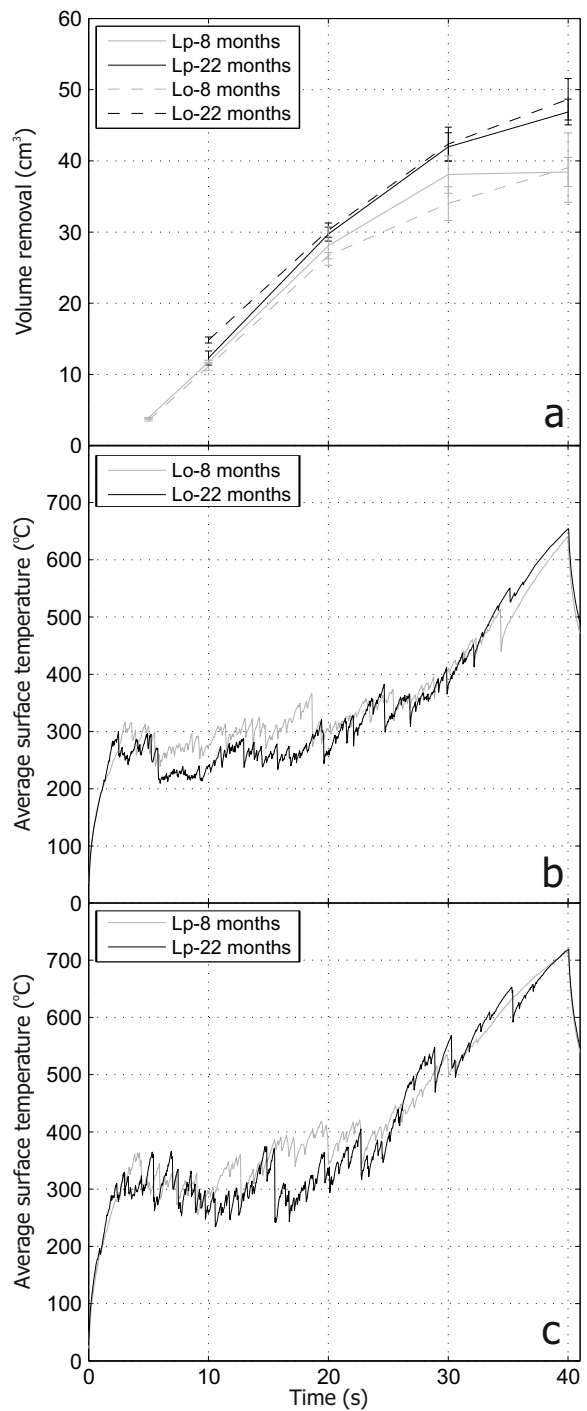 60
50
40
30
20
10
0
Volume removal (cm³)
Lp-8 months
Lp-22 months
Lo-8 months
Lo-22 months
a
700
600
500
400
300
200
100
0
Average surface temperature (°C)
Lo-8 months
Lo-22 months
b
700
600
500
400
300
200
100
0
Average surface temperature (°C)
Lp-8 months
Lp-22 months
c
0 10 20 30 40
Time (s)